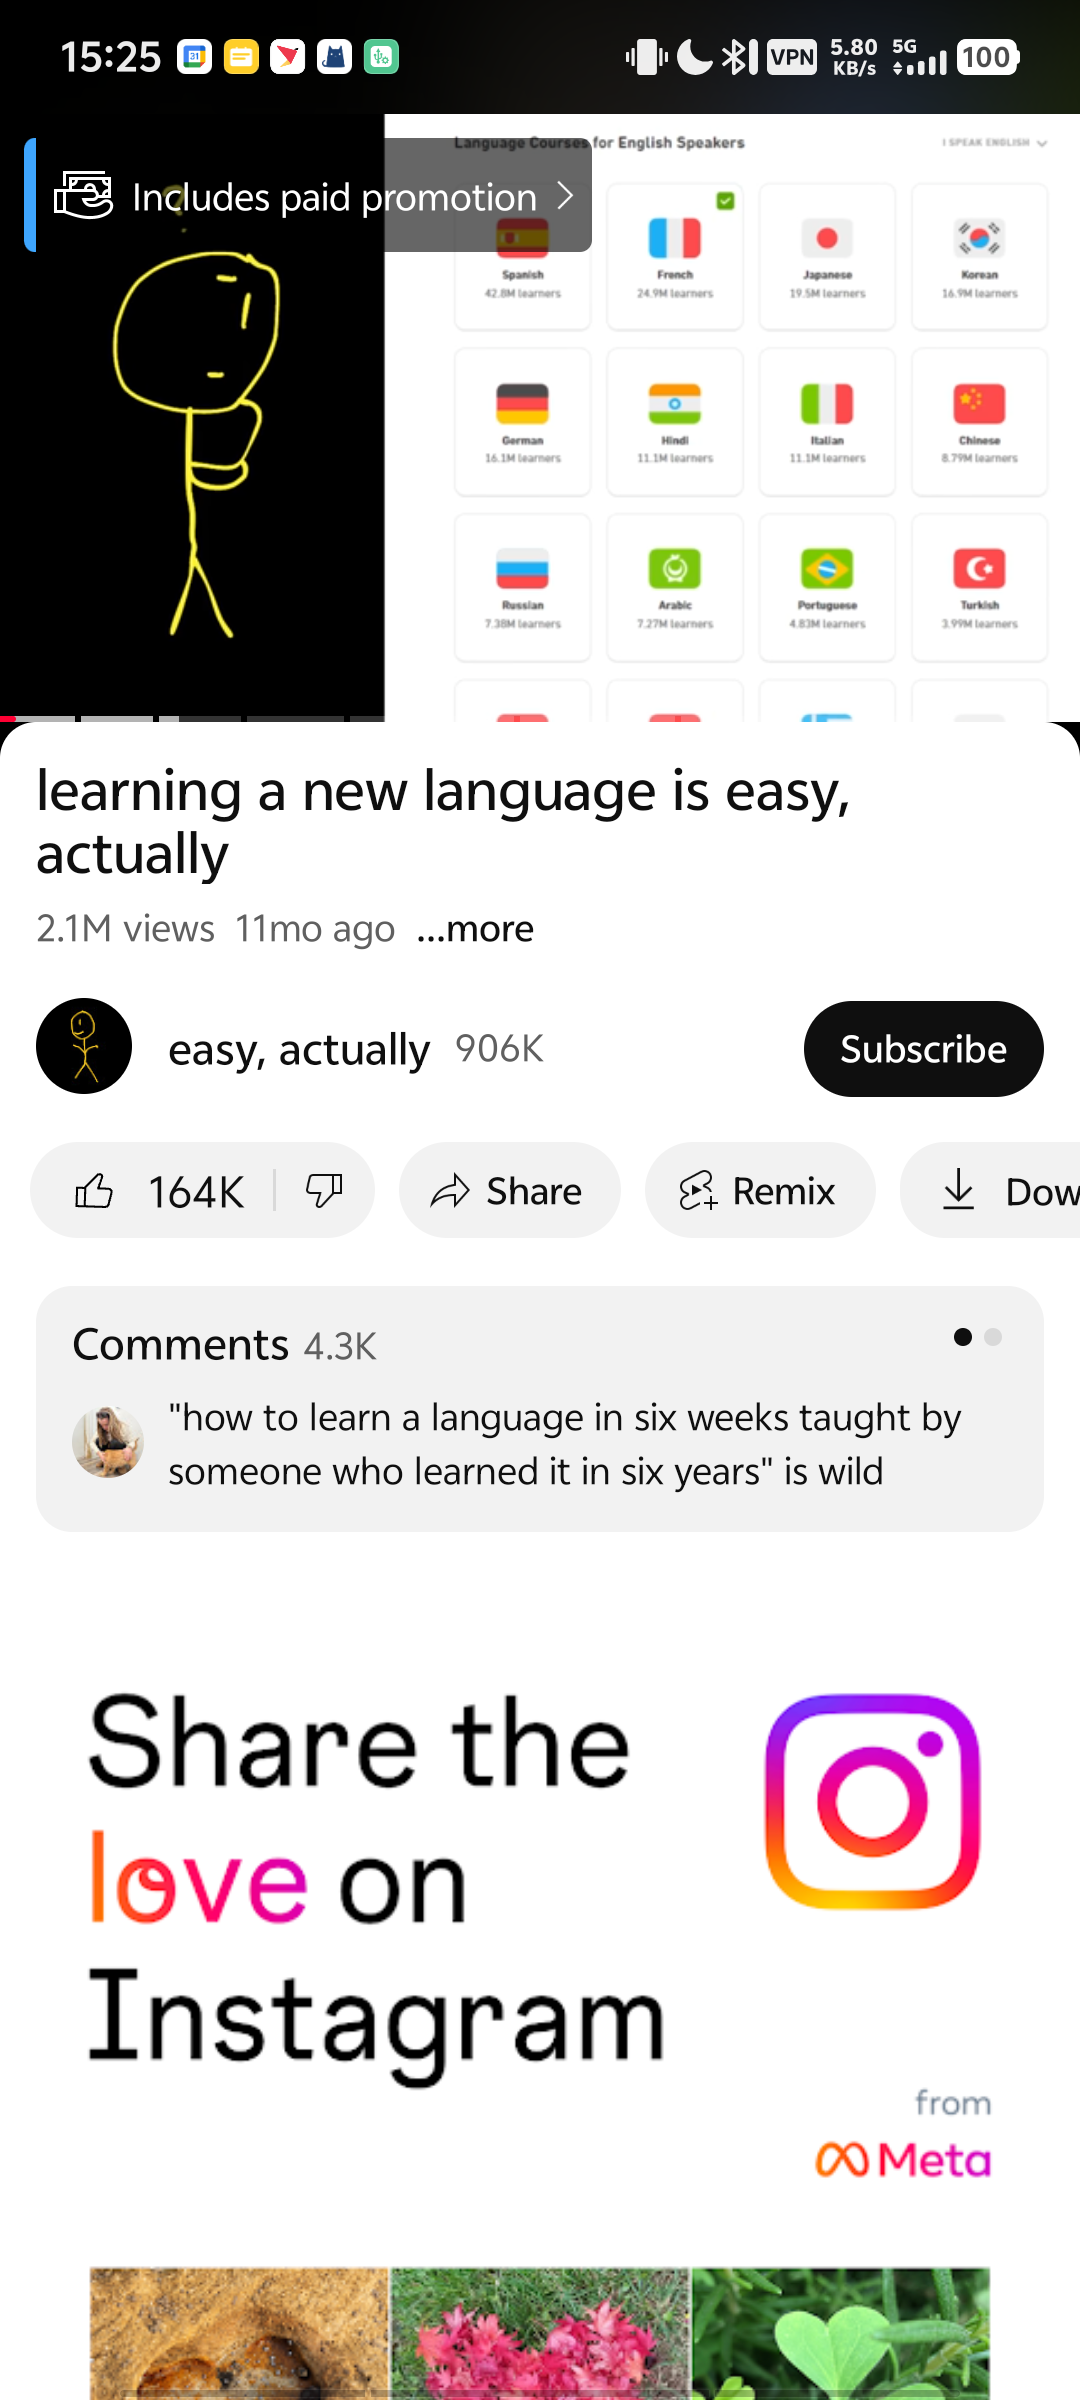 15:25
31
VPN
5.80
KB/s
5G
100
Language Courses for English Speakers
I SPEAK ENGLISH
Includes paid promotion
?
Spanish
42.8M learners
French
24.9M learners
Japanese
19.5M learners
Korean
16.9M learners
German
16.1M learners
Hindi
11.1M learners
Italian
11.1M learners
Chinese
8.79M learners
Russian
7.38M learners
Arabic
7.27M learners
Portuguese
4.83M learners
Turkish
3.99M learners
learning a new language is easy,
actually
2.1M views 11mo ago ...more
easy, actually 906K
Subscribe
164K
Share
Remix
Dow
Comments 4.3K
"how to learn a language in six weeks taught by
someone who learned it in six years" is wild
Share the
love on
Instagram
from
Meta